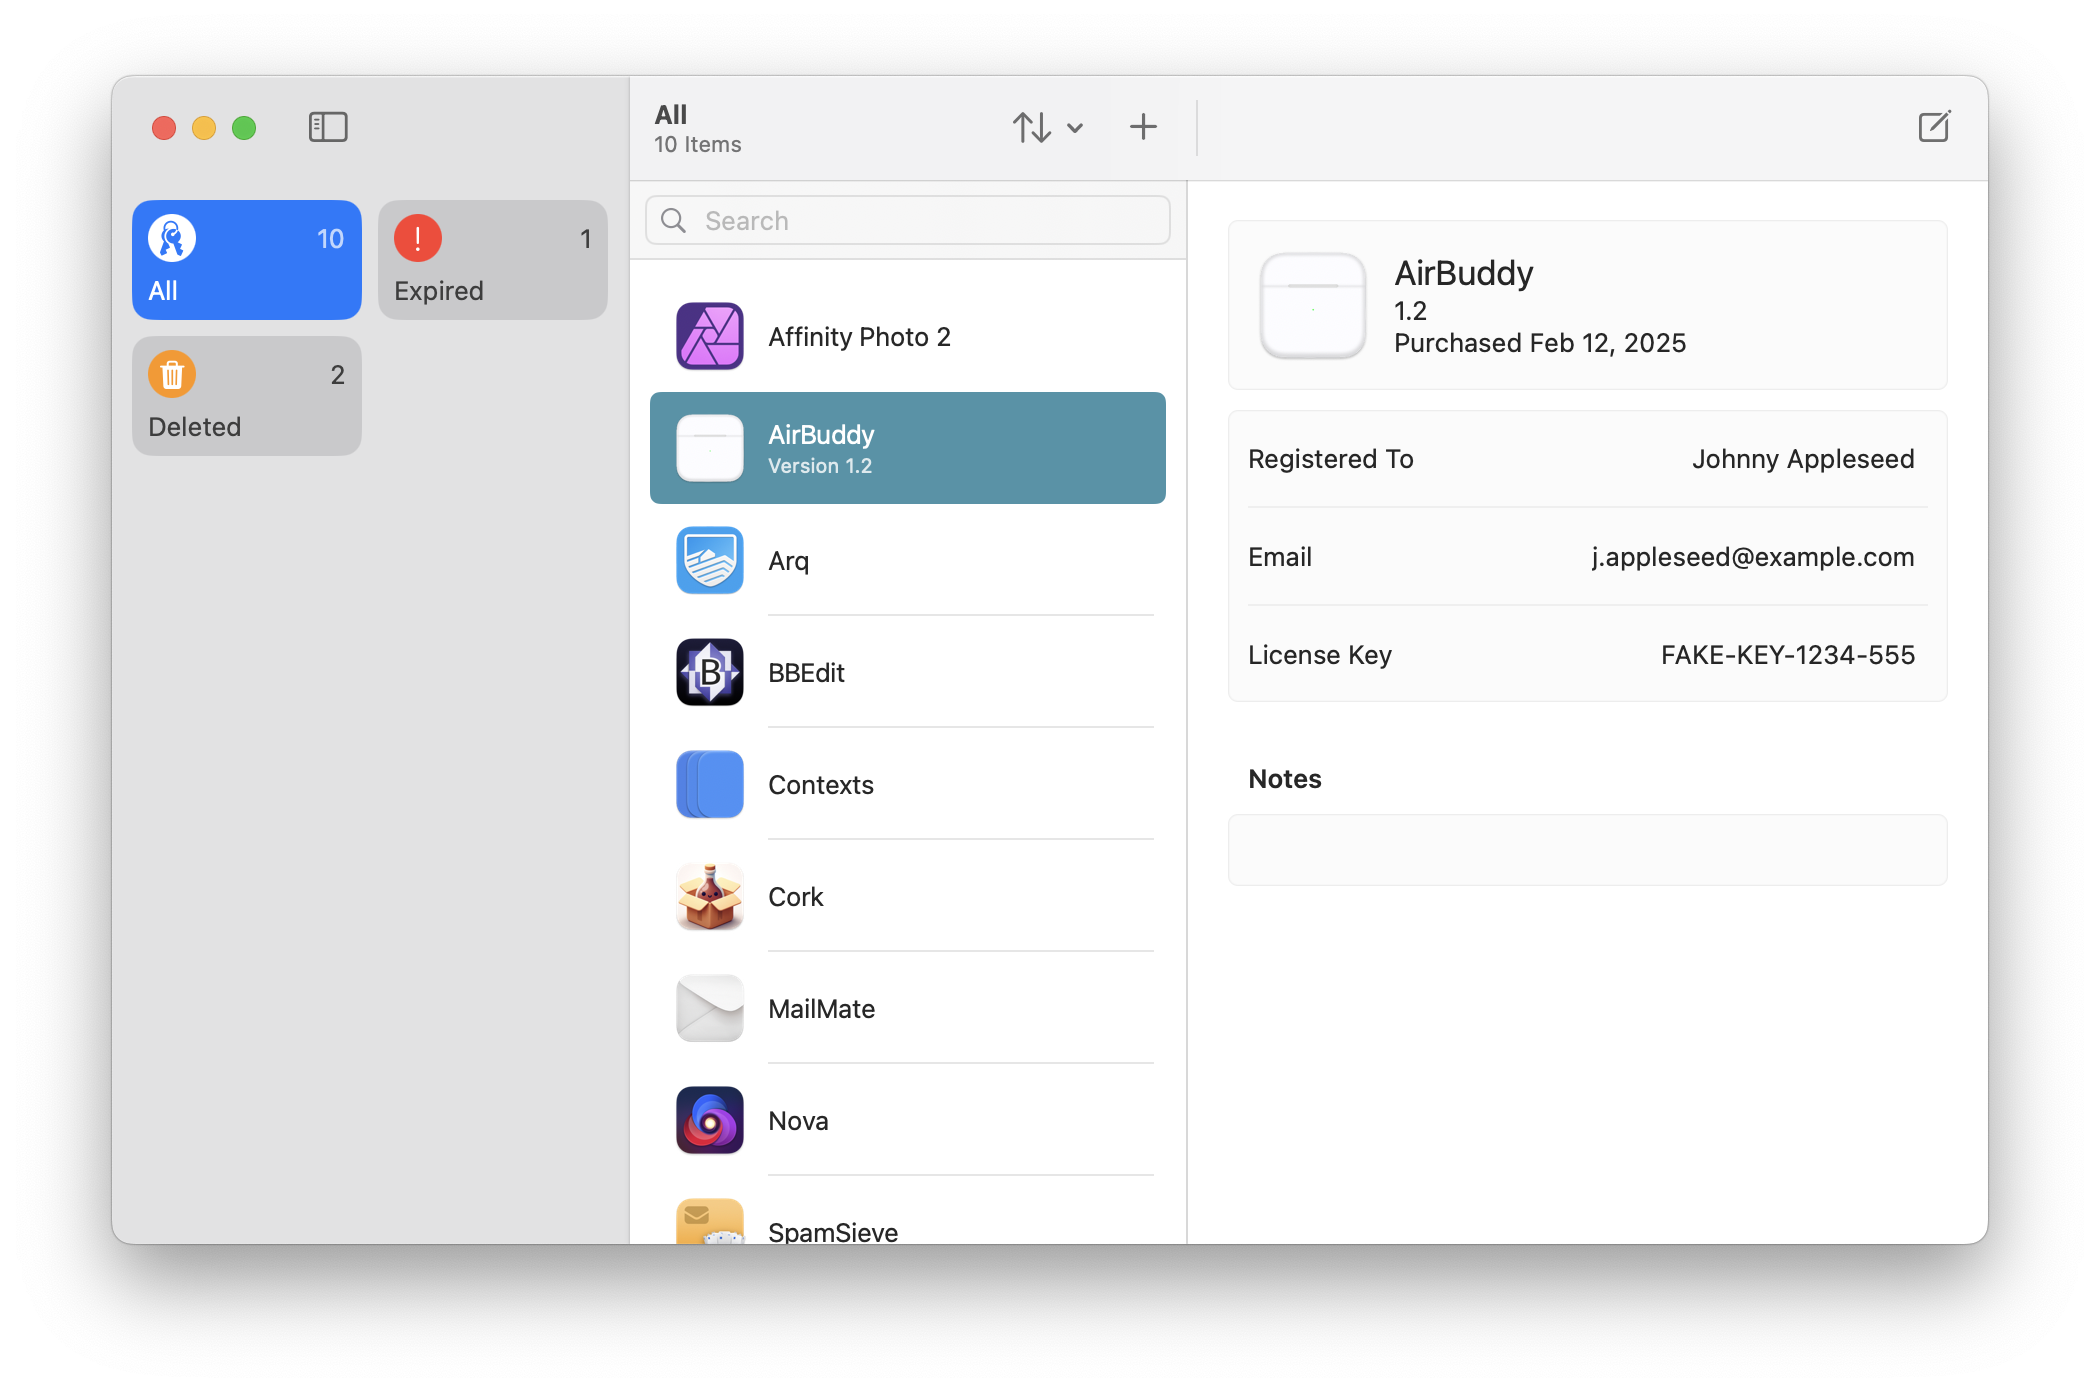 All
10 Items
10
All
1
Expired
2
Deleted
Search
Affinity Photo 2
AirBuddy
Version 1.2
Arq
BBEdit
Contexts
Cork
MailMate
Nova
SpamSieve
AirBuddy
1.2
Purchased Feb 12, 2025
Registered To Johnny Appleseed
Email j.appleseed@example.com
License Key FAKE-KEY-1234-555
Notes